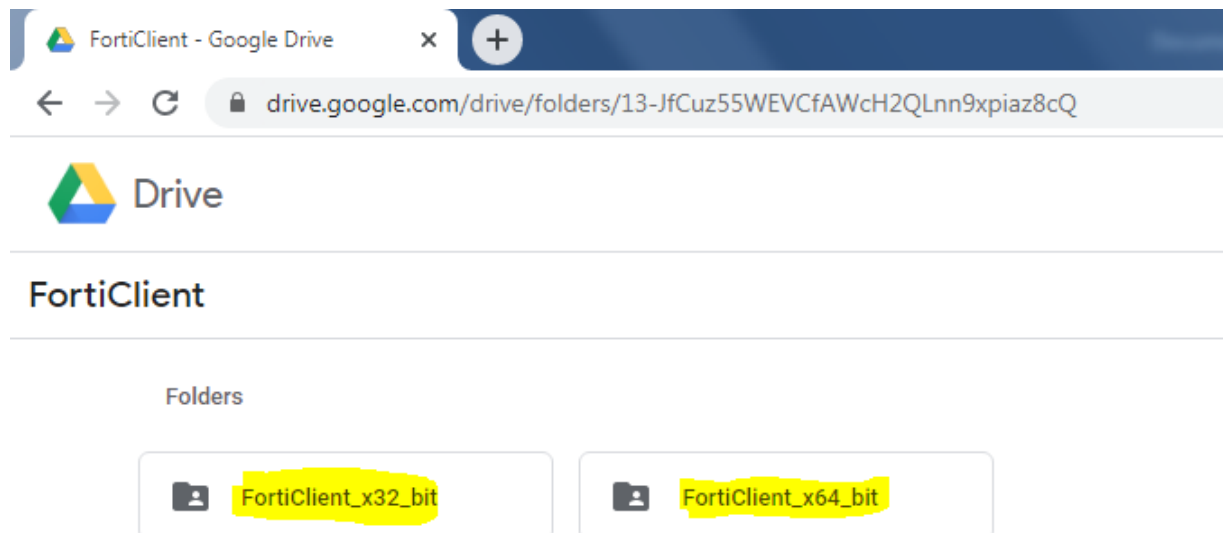 FortiClient - Google Drive
drive.google.com/drive/folders/13-JfCuz55WEVCfAWcH2QLnn9xpiaz8cQ
Drive
FortiClient
Folders
FortiClient_x32_bit FortiClient_x64_bit